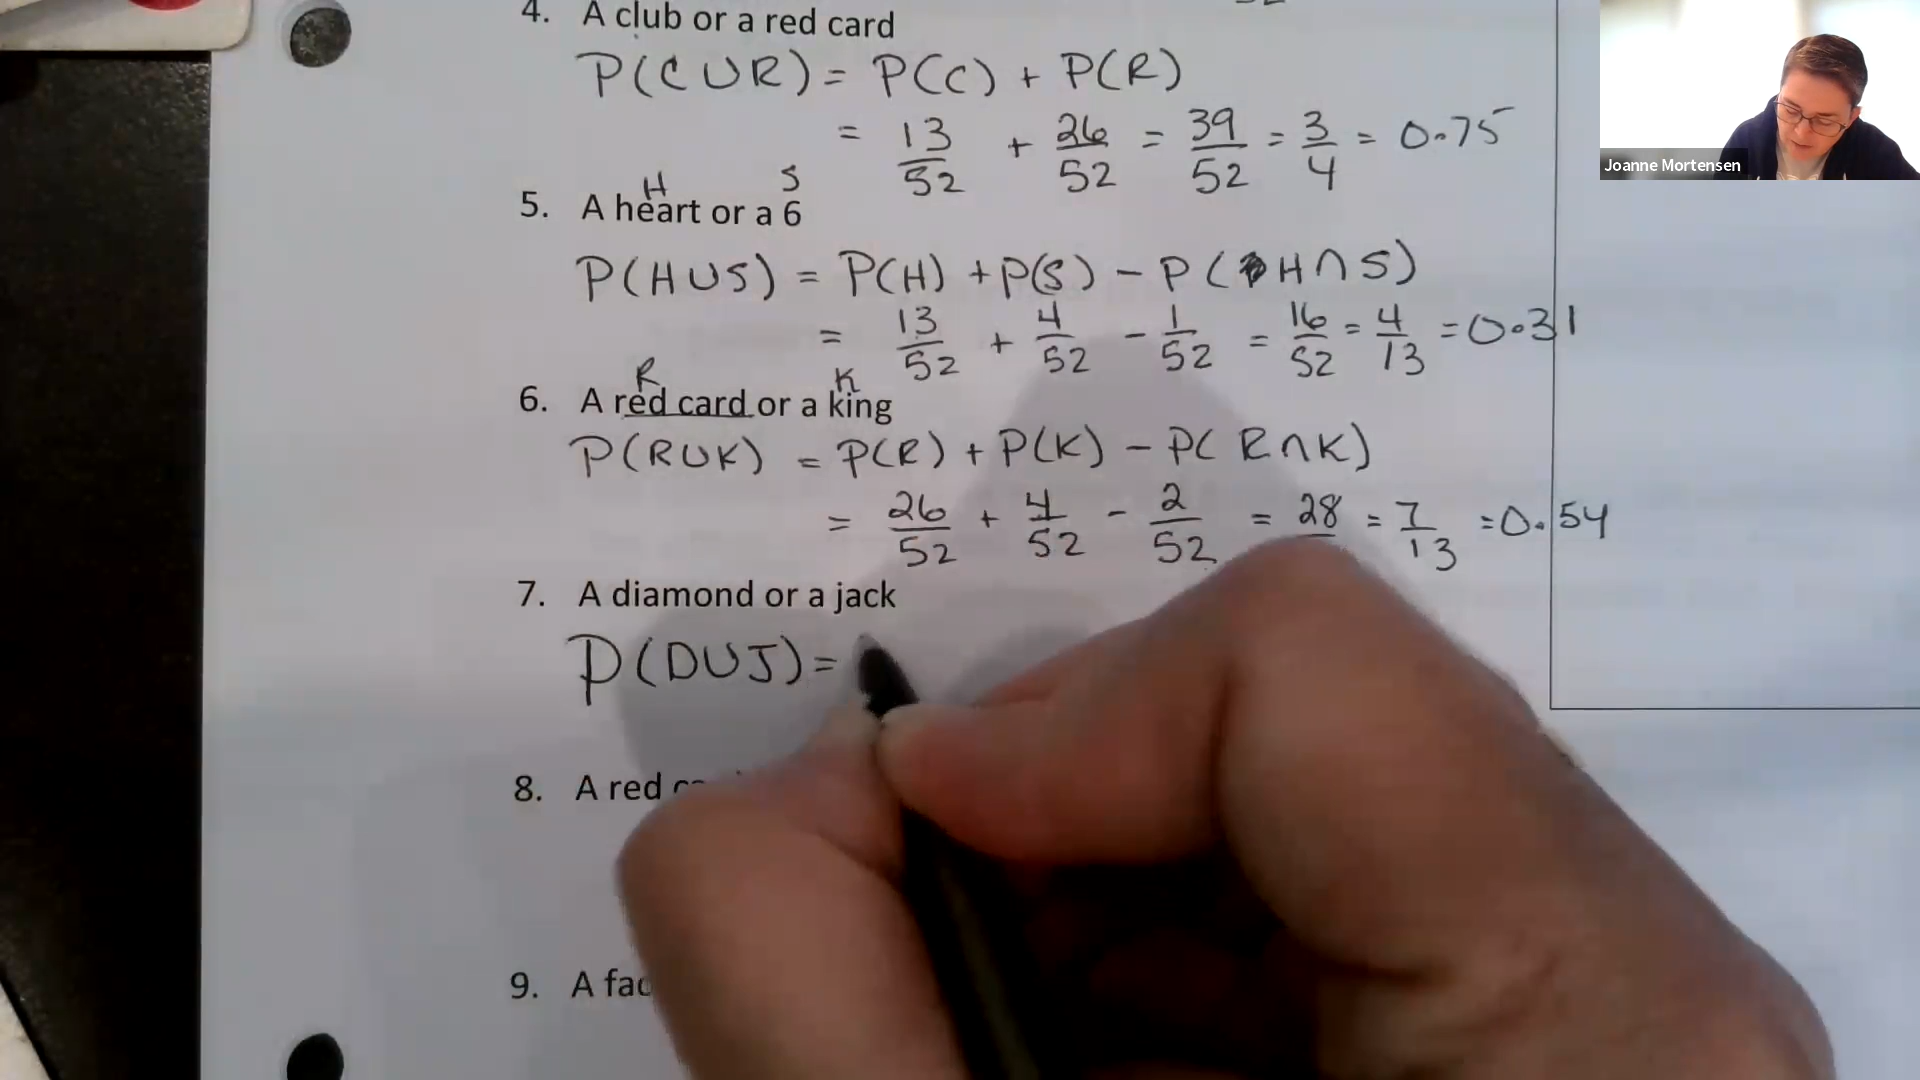 4. A club or a red card
P(C∪R) = P(C) + P(R)
= 13/52 + 26/52 = 39/52 = 3/4 = 0.75
Joanne Mortensen
H S
5. A heart or a 6
P(H∪S) = P(H) + P(S) - P(H∩S)
= 13/52 + 4/52 - 1/52 = 16/52 = 4/13 = 0.31
R K
6. A red card or a king
P(R∪K) = P(R) + P(K) - P(R∩K)
= 26/52 + 4/52 - 2/52 = 28 = 7/13 = 0.54
7. A diamond or a jack
P(D∪J) =
8. A red
9. A